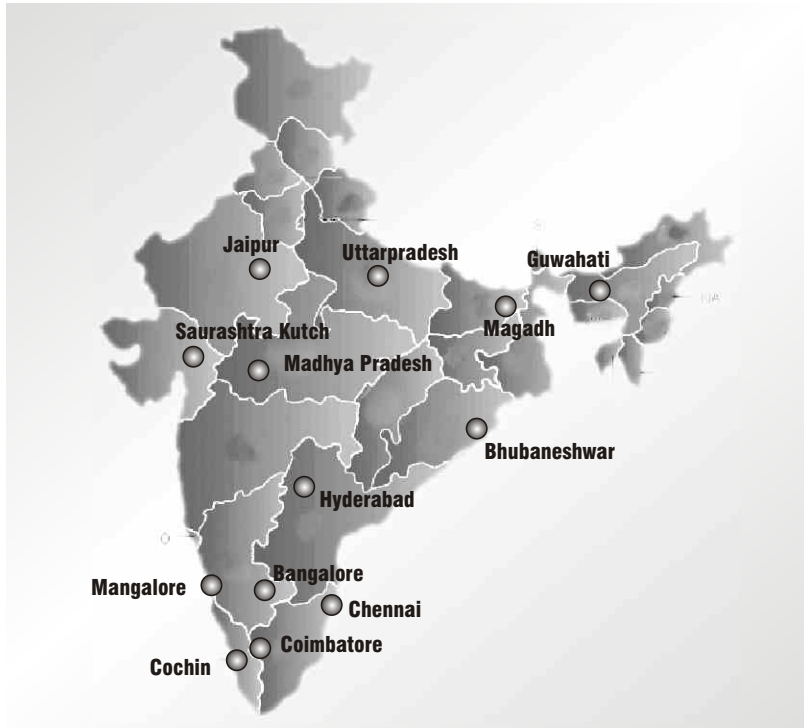 Jaipur
Uttarpradesh
Guwahati
Saurashtra Kutch
Magadh
Madhya Pradesh
Bhubaneshwar
Hyderabad
Mangalore
Bangalore
Chennai
Coimbatore
Cochin